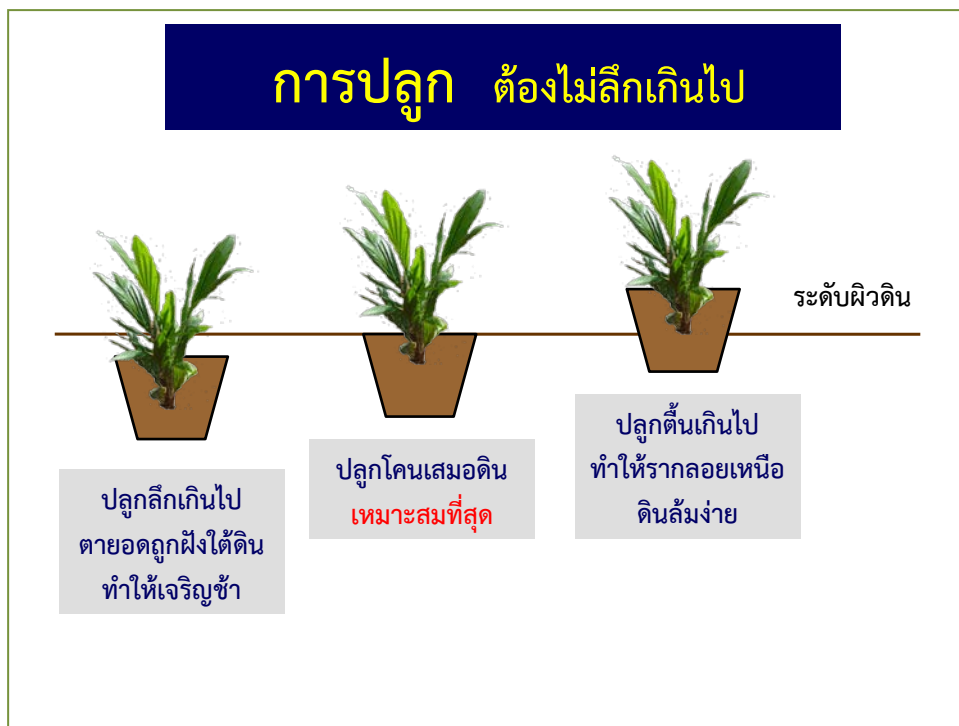 การปลูก ต้องไม่ลึกเกินไป
ระดับผิวดิน
ปลูกลึกเกินไป
ตายอดถูกฝังใต้ดิน
ทำให้เจริญช้า
ปลูกโคนเสมอดิน
เหมาะสมที่สุด
ปลูกตื้นเกินไป
ทำให้รากลอยเหนือ
ดินล้มง่าย